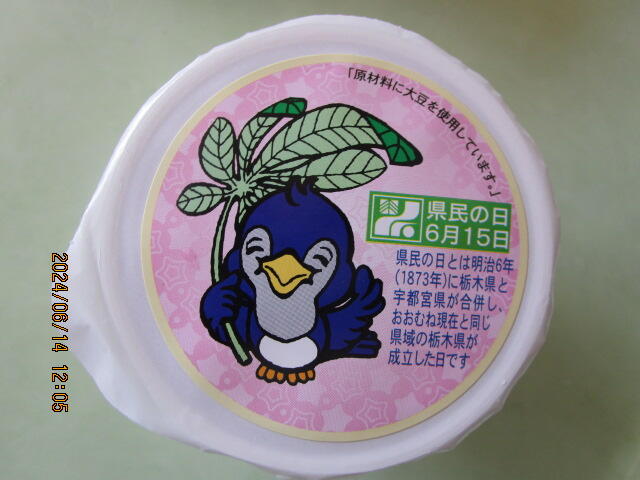 「原材料に大豆を使用しています。」
県民の日
6月15日
県民の日とは明治6年
(1873年)に栃木県と
宇都宮県が合併し、
おおむね現在と同じ
県域の栃木県が
成立した日です
2024/06/14 12:05